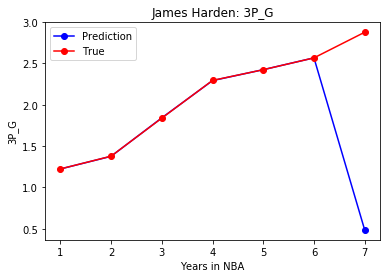 James Harden: 3P_G
Prediction
True
3P_G
3.0
2.5
2.0
1.5
1.0
0.5
1 2 3 4 5 6 7
Years in NBA